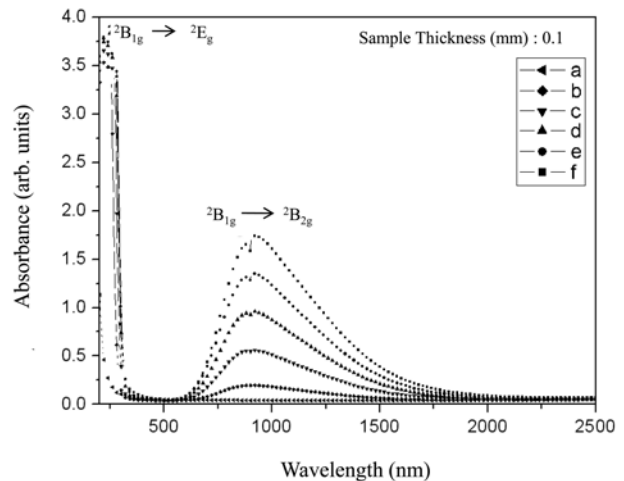 ²B₁g → ²Eg
Sample Thickness (mm) : 0.1
a
b
c
d
e
f
²B₁g → ²B₂g
Absorbance (arb. units)
4.0
3.5
3.0
2.5
2.0
1.5
1.0
0.5
0.0
500 1000 1500 2000 2500
Wavelength (nm)